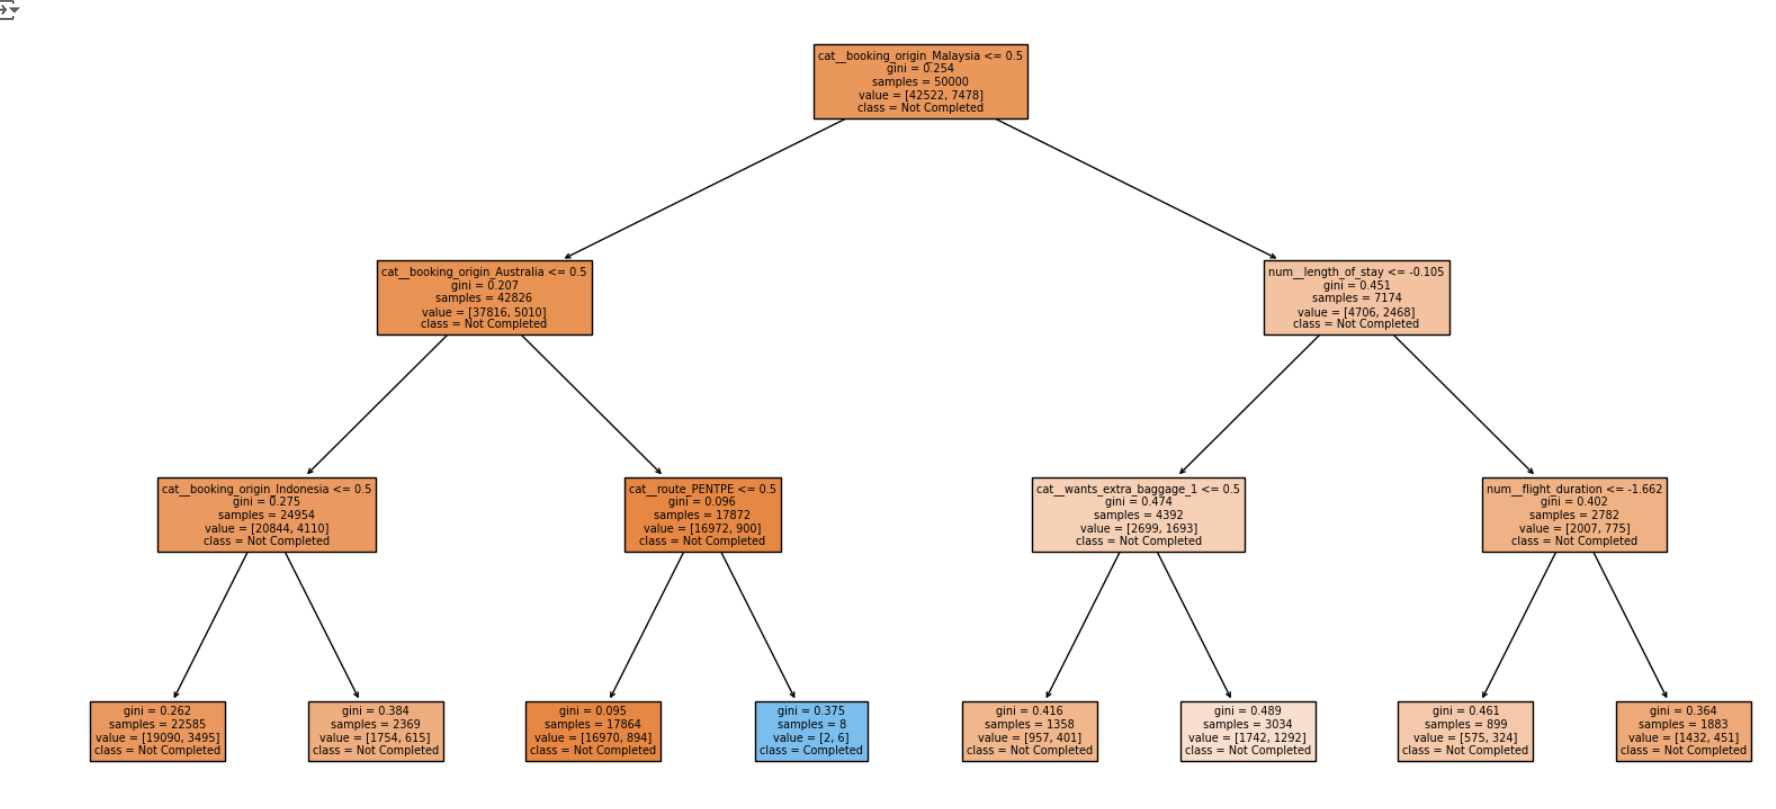 cat__booking_origin_Malaysia <= 0.5
gini = 0.254
samples = 50000
value = [42522, 7478]
class = Not Completed
cat__booking_origin_Australia <= 0.5
gini = 0.207
samples = 42826
value = [37816, 5010]
class = Not Completed
num__length_of_stay <= -0.105
gini = 0.451
samples = 7174
value = [4706, 2468]
class = Not Completed
cat__booking_origin_Indonesia <= 0.5
gini = 0.275
samples = 24954
value = [20844, 4110]
class = Not Completed
cat__route_PENTPE <= 0.5
gini = 0.096
samples = 17872
value = [16972, 900]
class = Not Completed
cat__wants_extra_baggage_1 <= 0.5
gini = 0.474
samples = 4392
value = [2699, 1693]
class = Not Completed
num__flight_duration <= -1.662
gini = 0.402
samples = 2782
value = [2007, 775]
class = Not Completed
gini = 0.262
samples = 22585
value = [19090, 3495]
class = Not Completed
gini = 0.384
samples = 2369
value = [1754, 615]
class = Not Completed
gini = 0.095
samples = 17864
value = [16970, 894]
class = Not Completed
gini = 0.375
samples = 8
value = [2, 6]
class = Completed
gini = 0.416
samples = 1358
value = [957, 401]
class = Not Completed
gini = 0.489
samples = 3034
value = [1742, 1292]
class = Not Completed
gini = 0.461
samples = 899
value = [575, 324]
class = Not Completed
gini = 0.364
samples = 1883
value = [1432, 451]
class = Not Completed